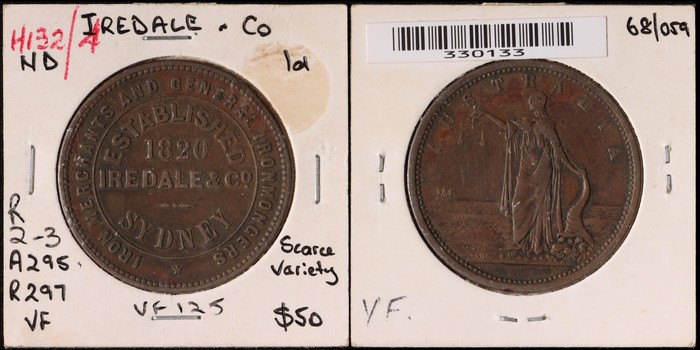 IREDALE & Co
H132/4
ND
1d
IRON MERCHANTS AND GENERAL IRONMONGERS
ESTABLISHED
1820
IREDALE & Co
SYDNEY
R
2-3
A295.
R297
VF
VF 125
Scarce
Variety
$50
330133
68/059
AUSTRALIA
VF.